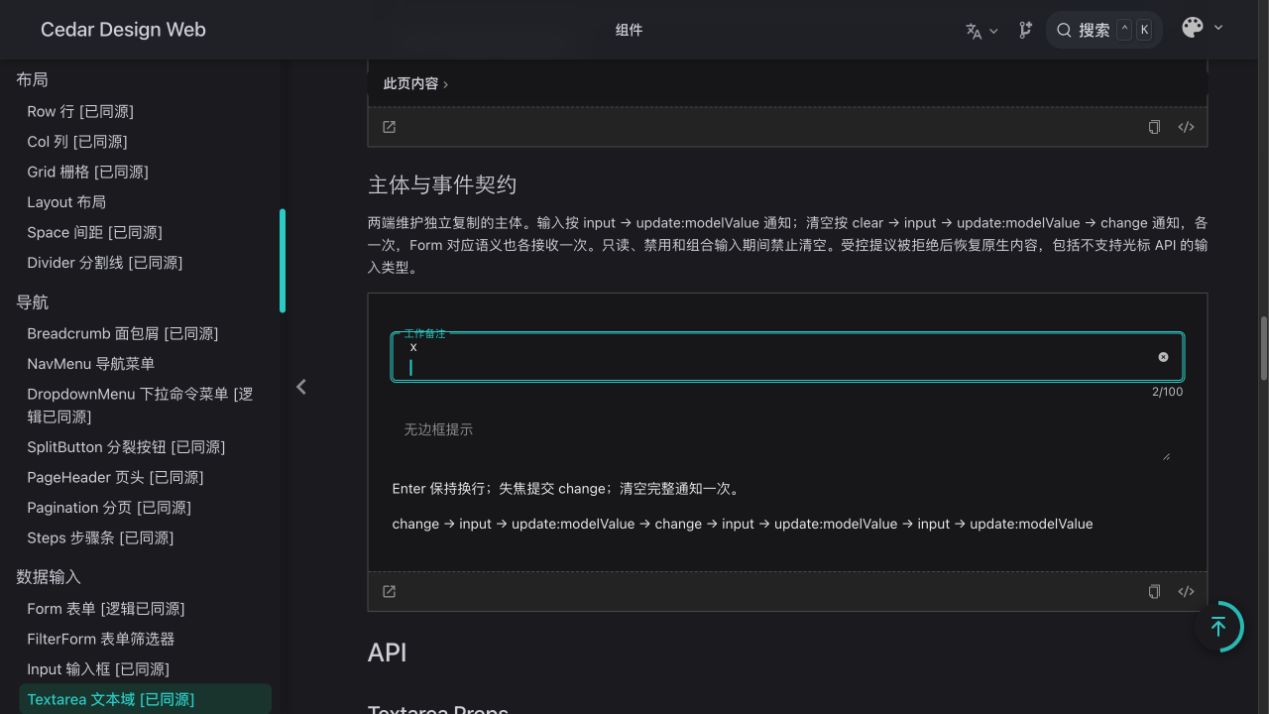 Cedar Design Web
组件
搜索
^ K
布局
Row 行 [已同源]
Col 列 [已同源]
Grid 栅格 [已同源]
Layout 布局
Space 间距 [已同源]
Divider 分割线 [已同源]
导航
Breadcrumb 面包屑 [已同源]
NavMenu 导航菜单
DropdownMenu 下拉命令菜单 [逻
辑已同源]
SplitButton 分裂按钮 [已同源]
PageHeader 页头 [已同源]
Pagination 分页 [已同源]
Steps 步骤条 [已同源]
数据输入
Form 表单 [逻辑已同源]
FilterForm 表单筛选器
Input 输入框 [已同源]
Textarea 文本域 [已同源]
此页内容 ›
主体与事件契约
两端维护独立复制的主体。输入按 input → update:modelValue 通知；清空按 clear → input → update:modelValue → change 通知，各
一次，Form 对应语义也各接收一次。只读、禁用和组合输入期间禁止清空。受控提议被拒绝后恢复原生内容，包括不支持光标 API 的输
入类型。
工作备注
x
2/100
无边框提示
Enter 保持换行；失焦提交 change；清空完整通知一次。
change → input → update:modelValue → change → input → update:modelValue → input → update:modelValue
API
Textarea Props